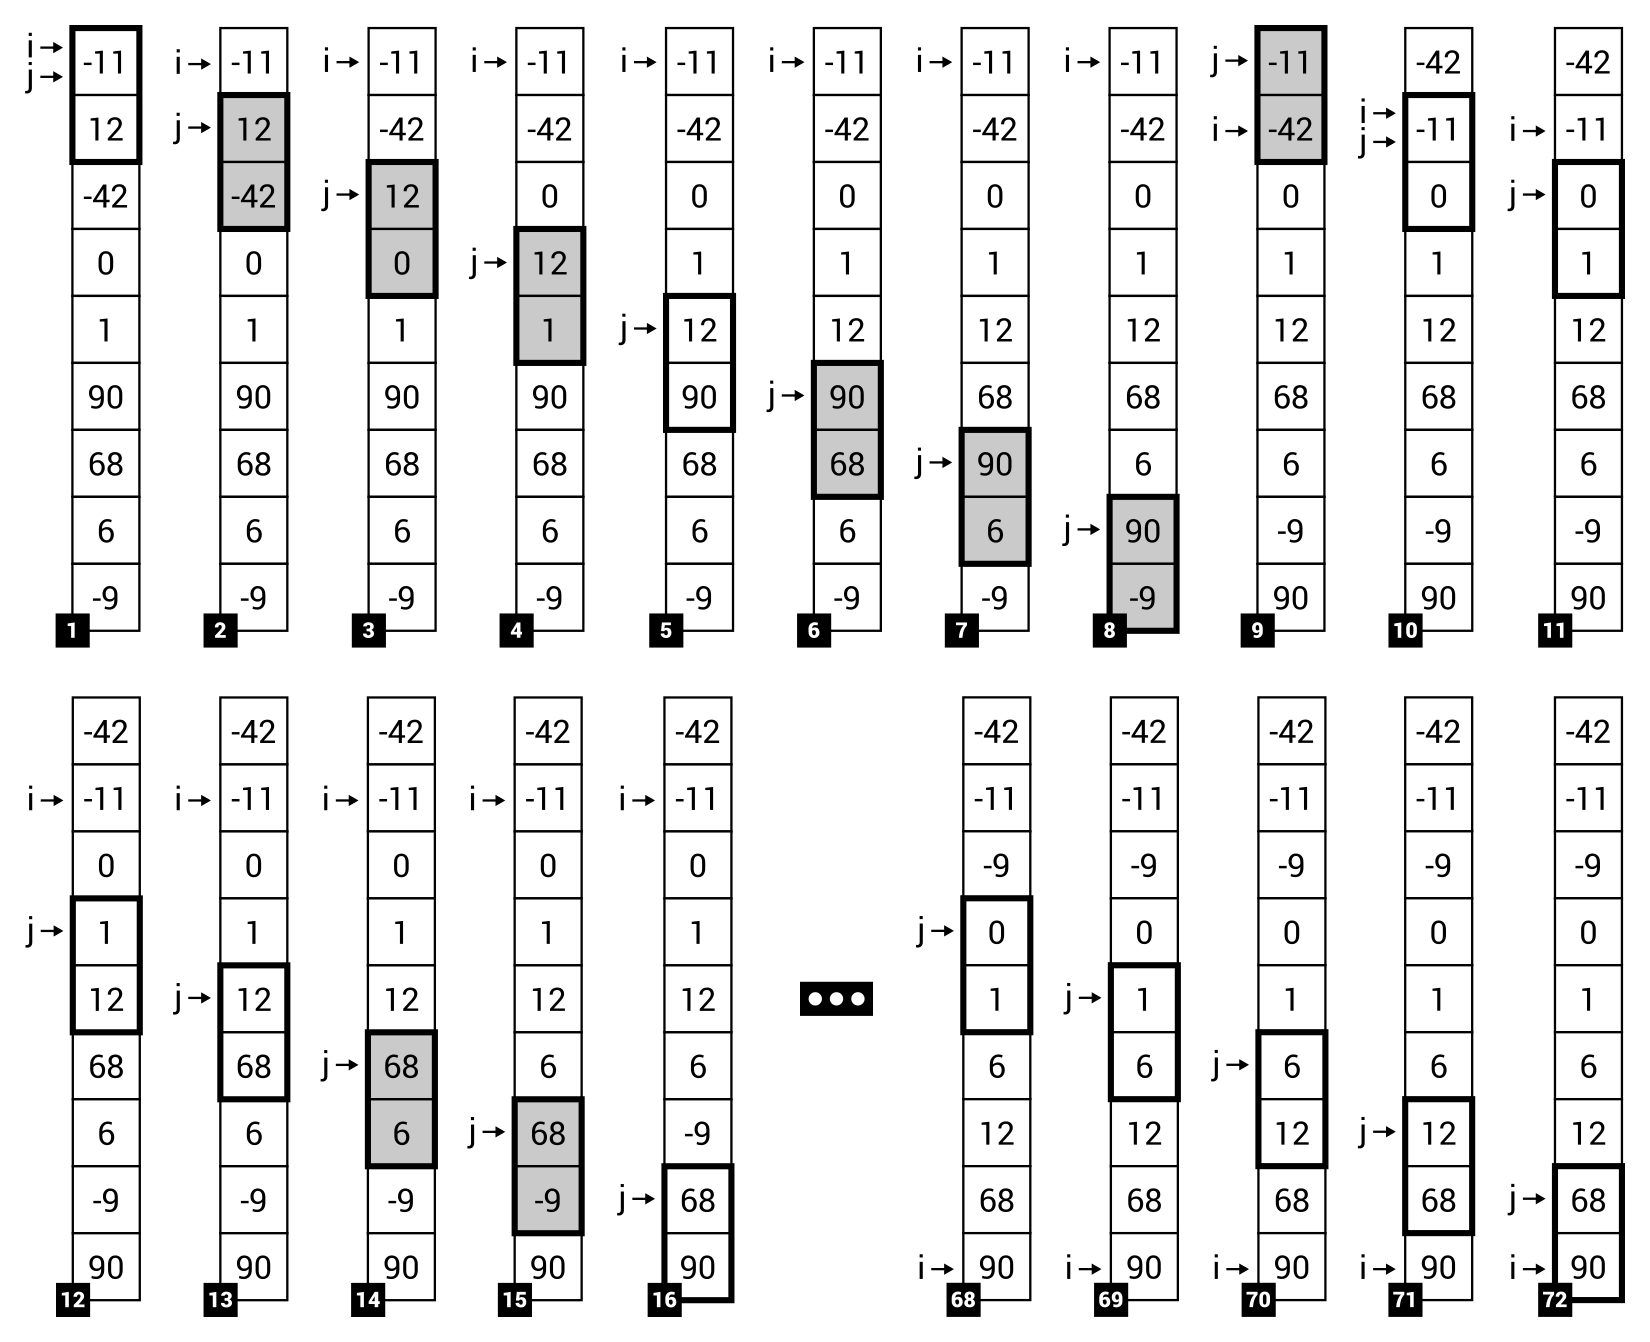 i→ j→ -11 i→ -11 i→ -11 i→ -11 i→ -11 i→ -11 i→ -11 i→ -11 j→ -11 -42 -42
12 j→ 12 -42 -42 -42 -42 -42 -42 i→ -42 i→ j→ -11 i→ -11
-42 -42 j→ 12 0 0 0 0 0 0 0 j→ 0
0 0 0 j→ 12 1 1 1 1 1 1 1
1 1 1 1 j→ 12 12 12 12 12 12 12
90 90 90 90 90 j→ 90 68 68 68 68 68
68 68 68 68 68 68 j→ 90 6 6 6 6
6 6 6 6 6 6 6 j→ 90 -9 -9 -9
-9 -9 -9 -9 -9 -9 -9 -9 90 90 90
1 2 3 4 5 6 7 8 9 10 11
-42 -42 -42 -42 -42 -42 -42 -42 -42 -42
i→ -11 i→ -11 i→ -11 i→ -11 i→ -11 -11 -11 -11 -11 -11
0 0 0 0 0 -9 -9 -9 -9 -9
j→ 1 1 1 1 1 j→ 0 0 0 0 0
12 j→ 12 12 12 12 ••• 1 j→ 1 1 1 1
68 68 j→ 68 6 6 6 6 j→ 6 6 6
6 6 6 j→ 68 -9 12 12 12 j→ 12 12
-9 -9 -9 -9 j→ 68 68 68 68 68 j→ 68
90 90 90 90 90 i→ 90 i→ 90 i→ 90 i→ 90 i→ 90
12 13 14 15 16 68 69 70 71 72